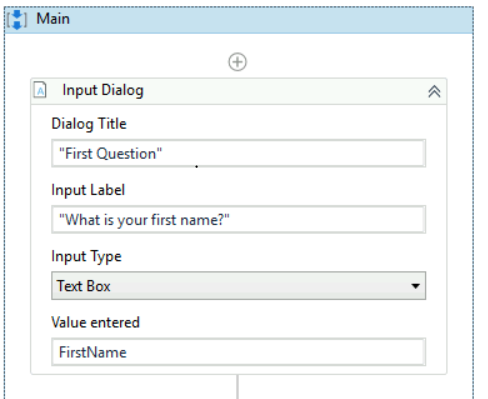 Main
Input Dialog
Dialog Title
"First Question"
Input Label
"What is your first name?"
Input Type
Text Box
Value entered
FirstName